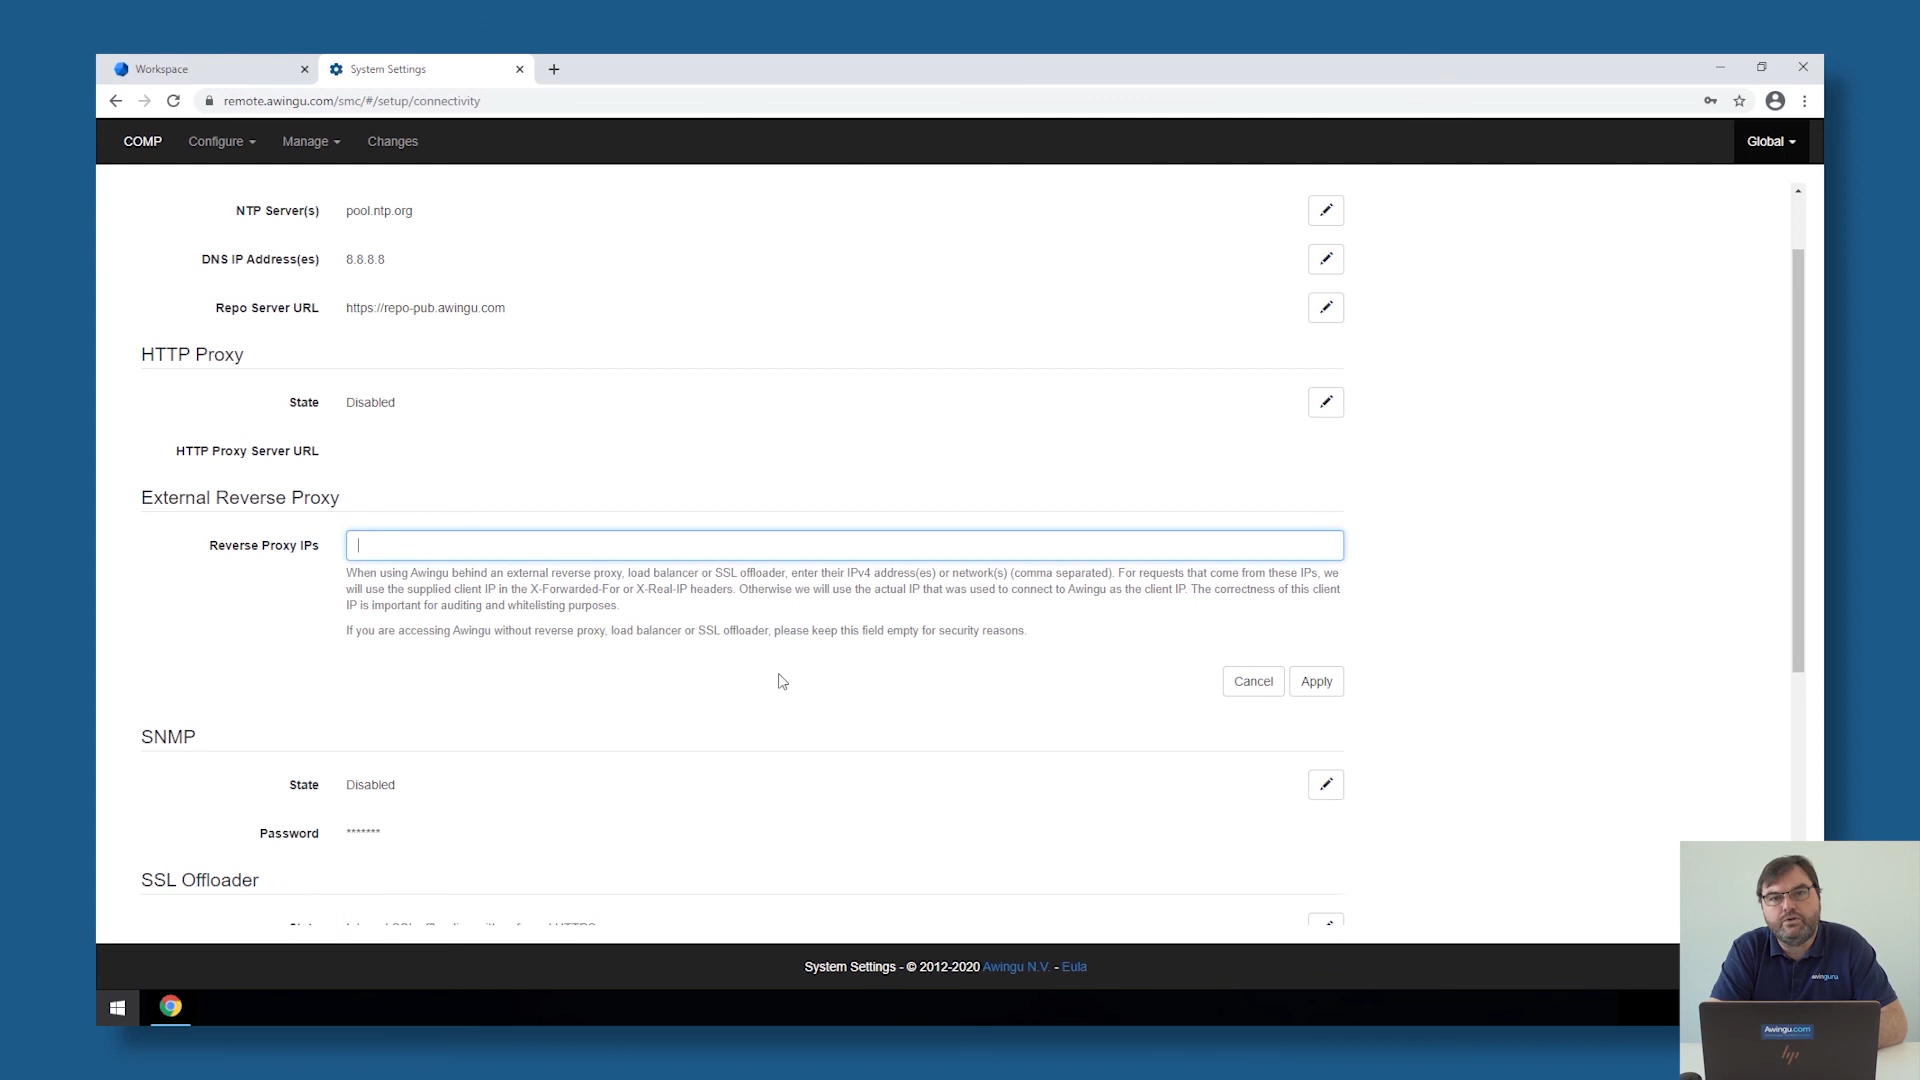 Workspace
System Settings
remote.awingu.com/smc/#/setup/connectivity
COMP Configure Manage Changes Global
NTP Server(s) pool.ntp.org
DNS IP Address(es) 8.8.8.8
Repo Server URL https://repo-pub.awingu.com
HTTP Proxy
State Disabled
HTTP Proxy Server URL
External Reverse Proxy
Reverse Proxy IPs
When using Awingu behind an external reverse proxy, load balancer or SSL offloader, enter their IPv4 address(es) or network(s) (comma separated). For requests that come from these IPs, we
will use the supplied client IP in the X-Forwarded-For or X-Real-IP headers. Otherwise we will use the actual IP that was used to connect to Awingu as the client IP. The correctness of this client
IP is important for auditing and whitelisting purposes.
If you are accessing Awingu without reverse proxy, load balancer or SSL offloader, please keep this field empty for security reasons.
Cancel Apply
SNMP
State Disabled
Password *******
SSL Offloader
System Settings - © 2012-2020 Awingu N.V. - Eula
Awingu.com
hp